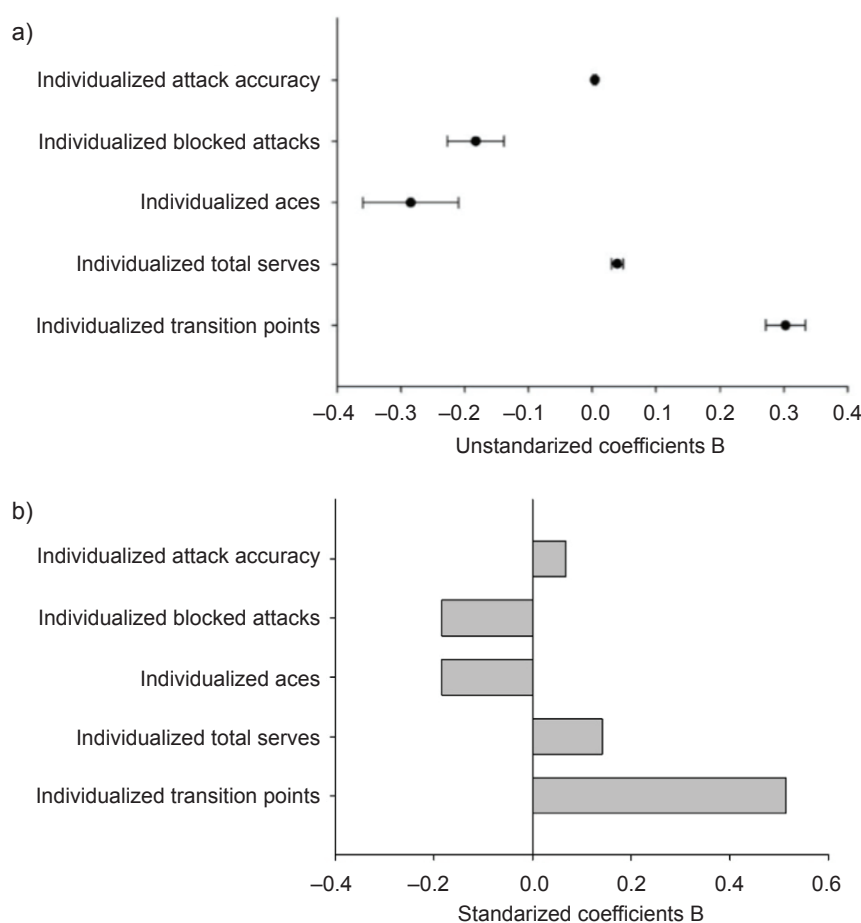 a)
Individualized attack accuracy
Individualized blocked attacks
Individualized aces
Individualized total serves
Individualized transition points
–0.4 –0.3 –0.2 –0.1 0.0 0.1 0.2 0.3 0.4
Unstandarized coefficients B
b)
Individualized attack accuracy
Individualized blocked attacks
Individualized aces
Individualized total serves
Individualized transition points
–0.4 –0.2 0.0 0.2 0.4 0.6
Standarized coefficients B